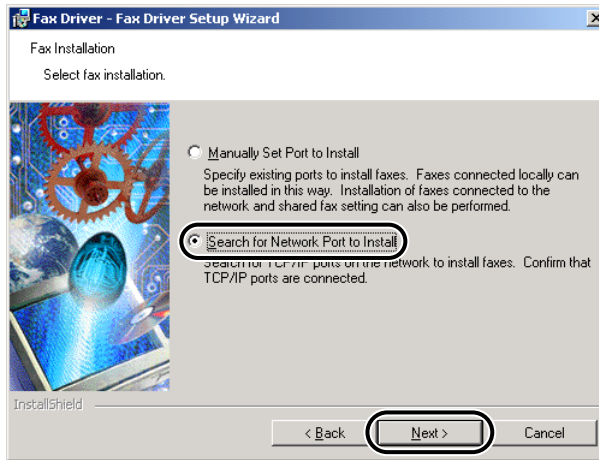 Fax Driver - Fax Driver Setup Wizard
Fax Installation
Select fax installation.
Manually Set Port to Install
Specify existing ports to install faxes. Faxes connected locally can
be installed in this way. Installation of faxes connected to the
network and shared fax setting can also be performed.
Search for Network Port to Install
Search for TCP/IP ports on the network to install faxes. Confirm that
TCP/IP ports are connected.
InstallShield
< Back
Next >
Cancel